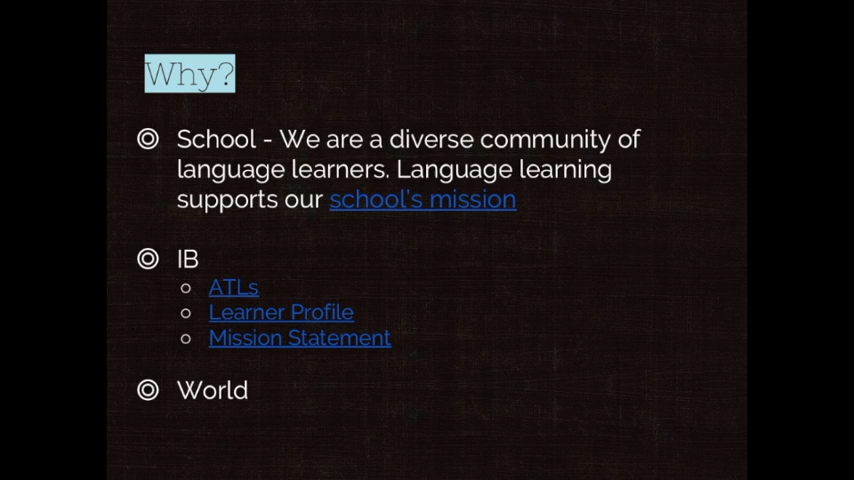 Why?
School - We are a diverse community of
language learners. Language learning
supports our school's mission
IB
ATLs
Learner Profile
Mission Statement
World